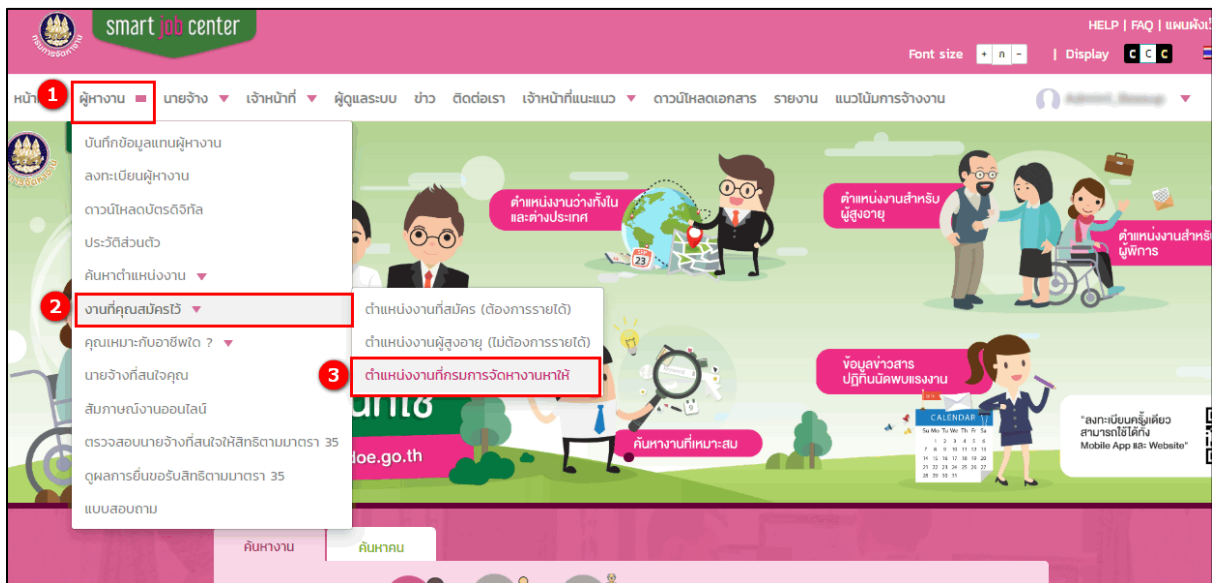 smart job center
กรมการจัดหางาน
HELP | FAQ | แผนผังเว็
Font size + ก - | Display C C C
หน้า
1
ผู้หางาน นายจ้าง เจ้าหน้าที่ ผู้ดูแลระบบ ข่าว ติดต่อเรา เจ้าหน้าที่แนะแนว ดาวน์โหลดเอกสาร รายงาน แนวโน้มการจ้างงาน
บันทึกข้อมูลแทนผู้หางาน
ลงทะเบียนผู้หางาน
ดาวน์โหลดบัตรดิจิทัล
ประวัติส่วนตัว
ค้นหาตำแหน่งงาน
2
งานที่คุณสมัครไว้
คุณเหมาะกับอาชีพใด ?
นายจ้างที่สนใจคุณ
สัมภาษณ์งานออนไลน์
ตรวจสอบนายจ้างที่สนใจให้สิทธิตามมาตรา 35
ดูผลการยื่นขอรับสิทธิตามมาตรา 35
แบบสอบถาม
ตำแหน่งงานที่สมัคร (ต้องการรายได้)
ตำแหน่งงานผู้สูงอายุ (ไม่ต้องการรายได้)
3
ตำแหน่งงานที่กรมการจัดหางานหาให้
ตำแหน่งงานว่างทั้งใน
และต่างประเทศ
23
ตำแหน่งงานสำหรับ
ผู้สูงอายุ
ตำแหน่งงานสำหรั
ผู้พิการ
doe.go.th
ค้นหางานที่เหมาะสม
ข้อมูลข่าวสาร
ปฏิทินนัดพบแรงงาน
CALENDAR
Su Mo Tu We Th Fr Sa
"ลงทะเบียนครั้งเดียว
สามารถใช้ได้ทั้ง
Mobile App และ Website"
ค้นหางาน ค้นหาคน